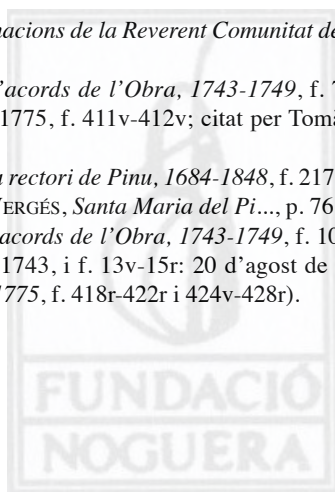 nacions de la Reverent Comunitat de
’acords de l’Obra, 1743-1749, f. 7
1775, f. 411v-412v; citat per Tomà
a rectori de Pinu, 1684-1848, f. 217
VERGÉS, Santa Maria del Pi..., p. 76
acords de l’Obra, 1743-1749, f. 10
1743, i f. 13v-15r: 20 d’agost de
1775, f. 418r-422r i 424v-428r).
FUNDACIÓ
NOGUERA